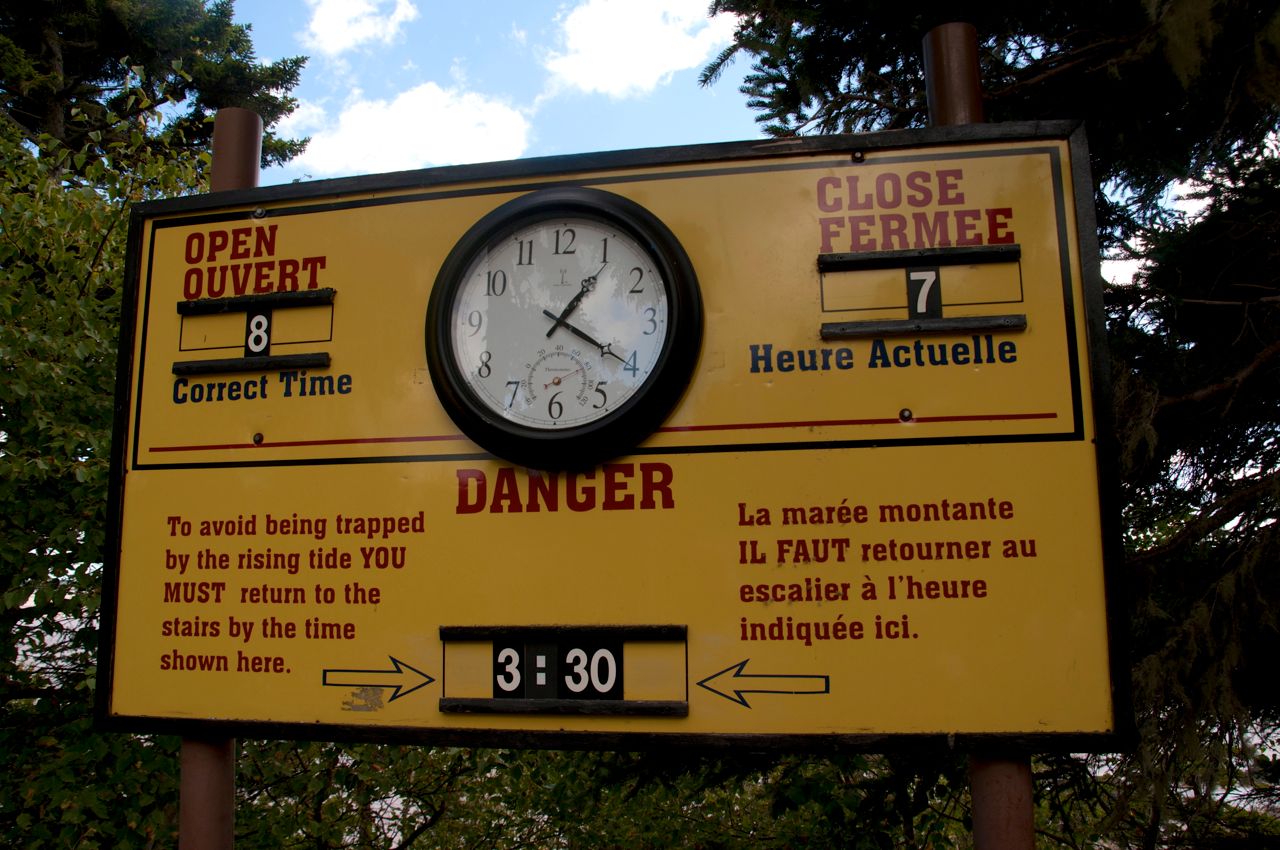 OPEN
OUVERT
8
Correct Time
12
1
2
3
4
5
6
7
8
9
10
11
Thermometer
CLOSE
FERMEE
7
Heure Actuelle
DANGER
To avoid being trapped
by the rising tide YOU
MUST return to the
stairs by the time
shown here.
La marée montante
IL FAUT retourner au
escalier à l'heure
indiquée ici.
3:30